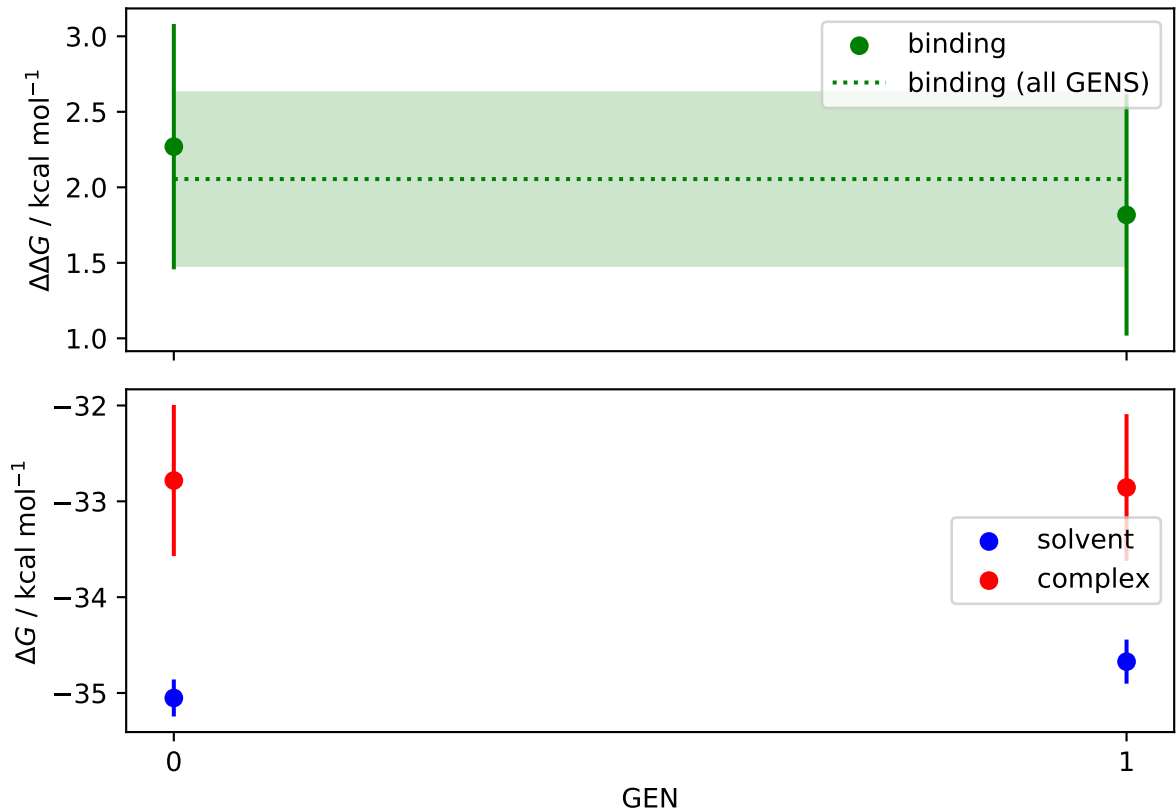 3.0
2.5
2.0
1.5
1.0
ΔΔG / kcal mol⁻¹
binding
binding (all GENS)
−32
−33
−34
−35
ΔG / kcal mol⁻¹
solvent
complex
0
1
GEN